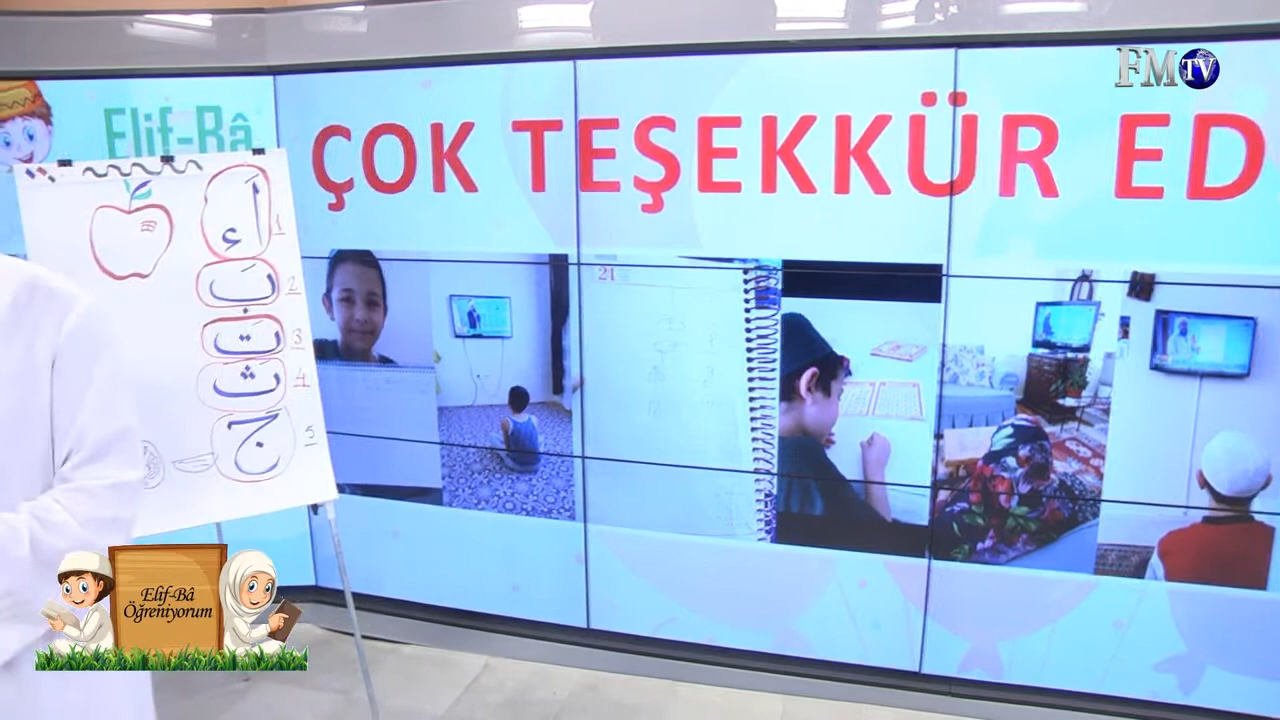 FM TV
Elif-Bâ
ÇOK TEŞEKKÜR ED
أَ ء 1
بَ 2
تَ 3
ثَ 4
جَ 5
21
Elif-Bâ
Öğreniyorum